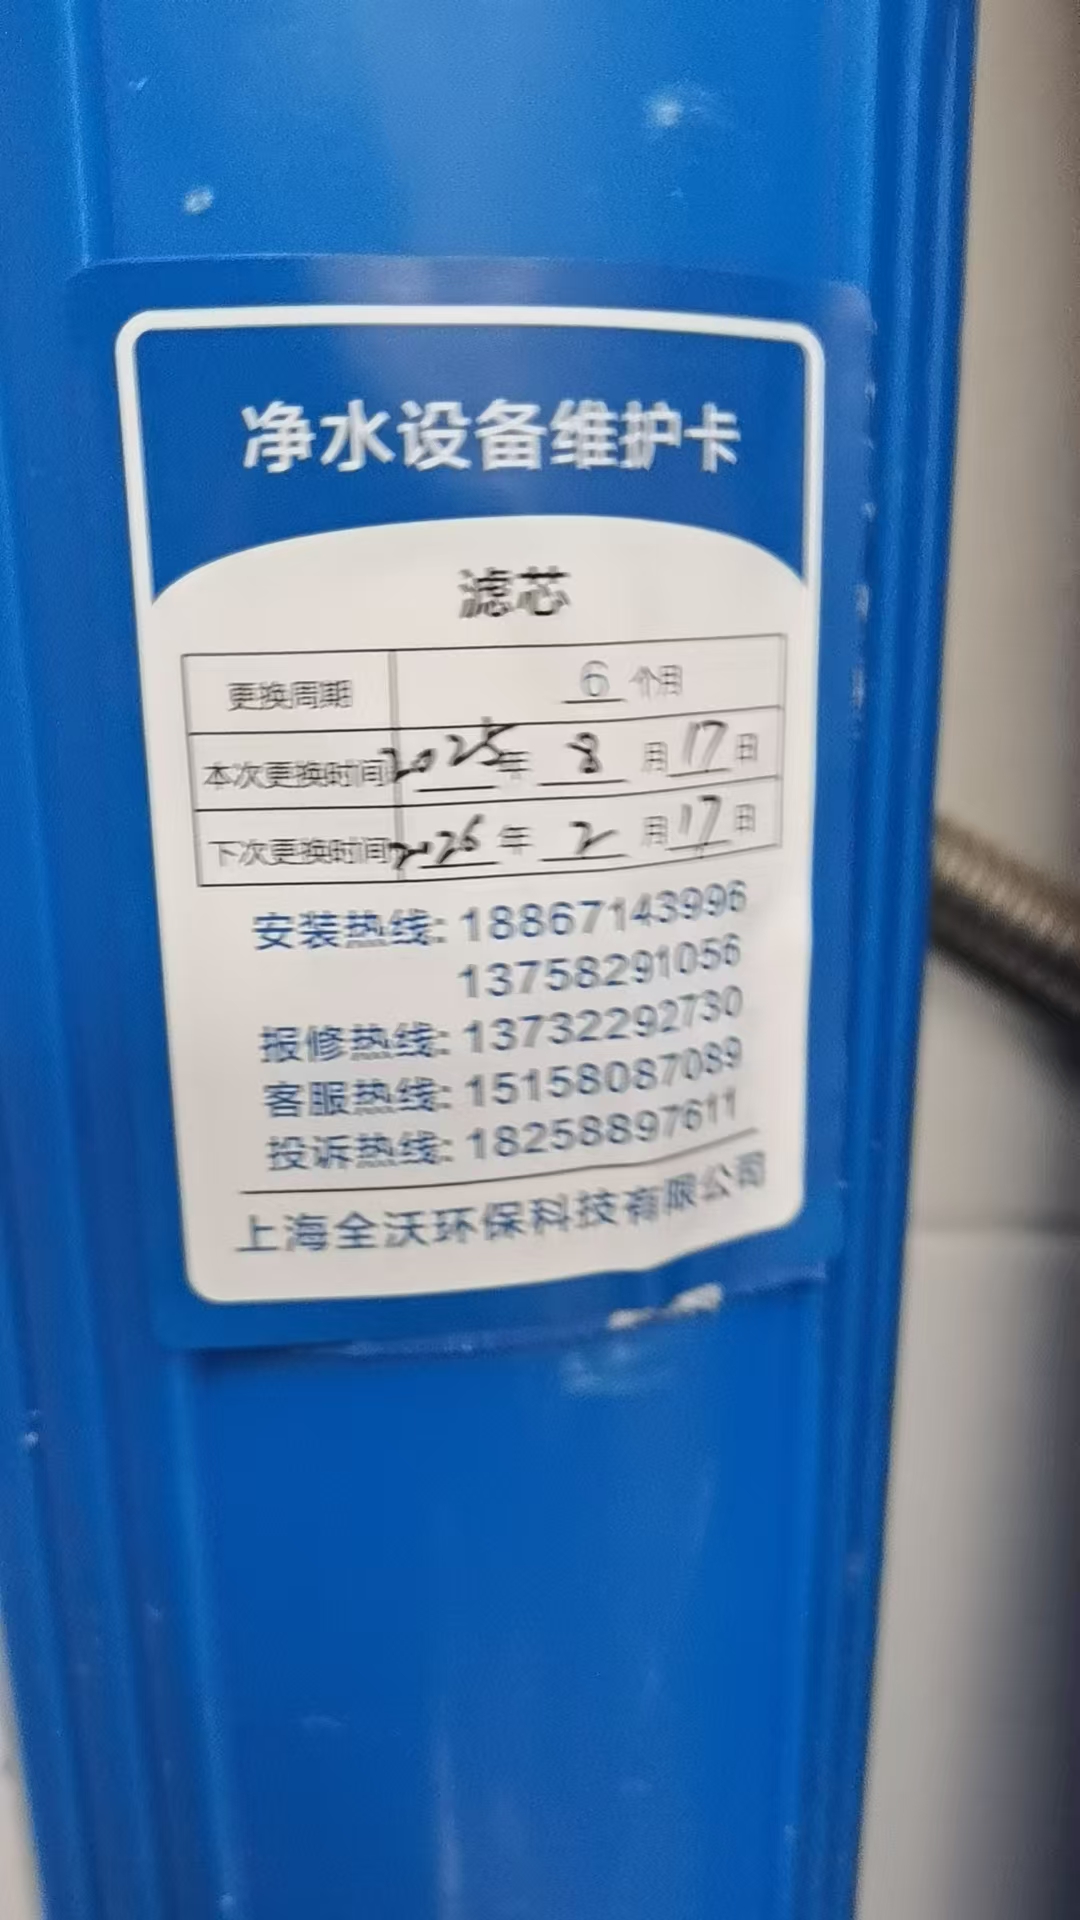 净水设备维护卡
滤芯
更换周期 6 个月
本次更换时间 2025 年 8 月 17 日
下次更换时间 2026 年 2 月 17 日
安装热线: 18867143996
13758291056
报修热线: 13732292730
客服热线: 15158087089
投诉热线: 18258897611
上海全沃环保科技有限公司